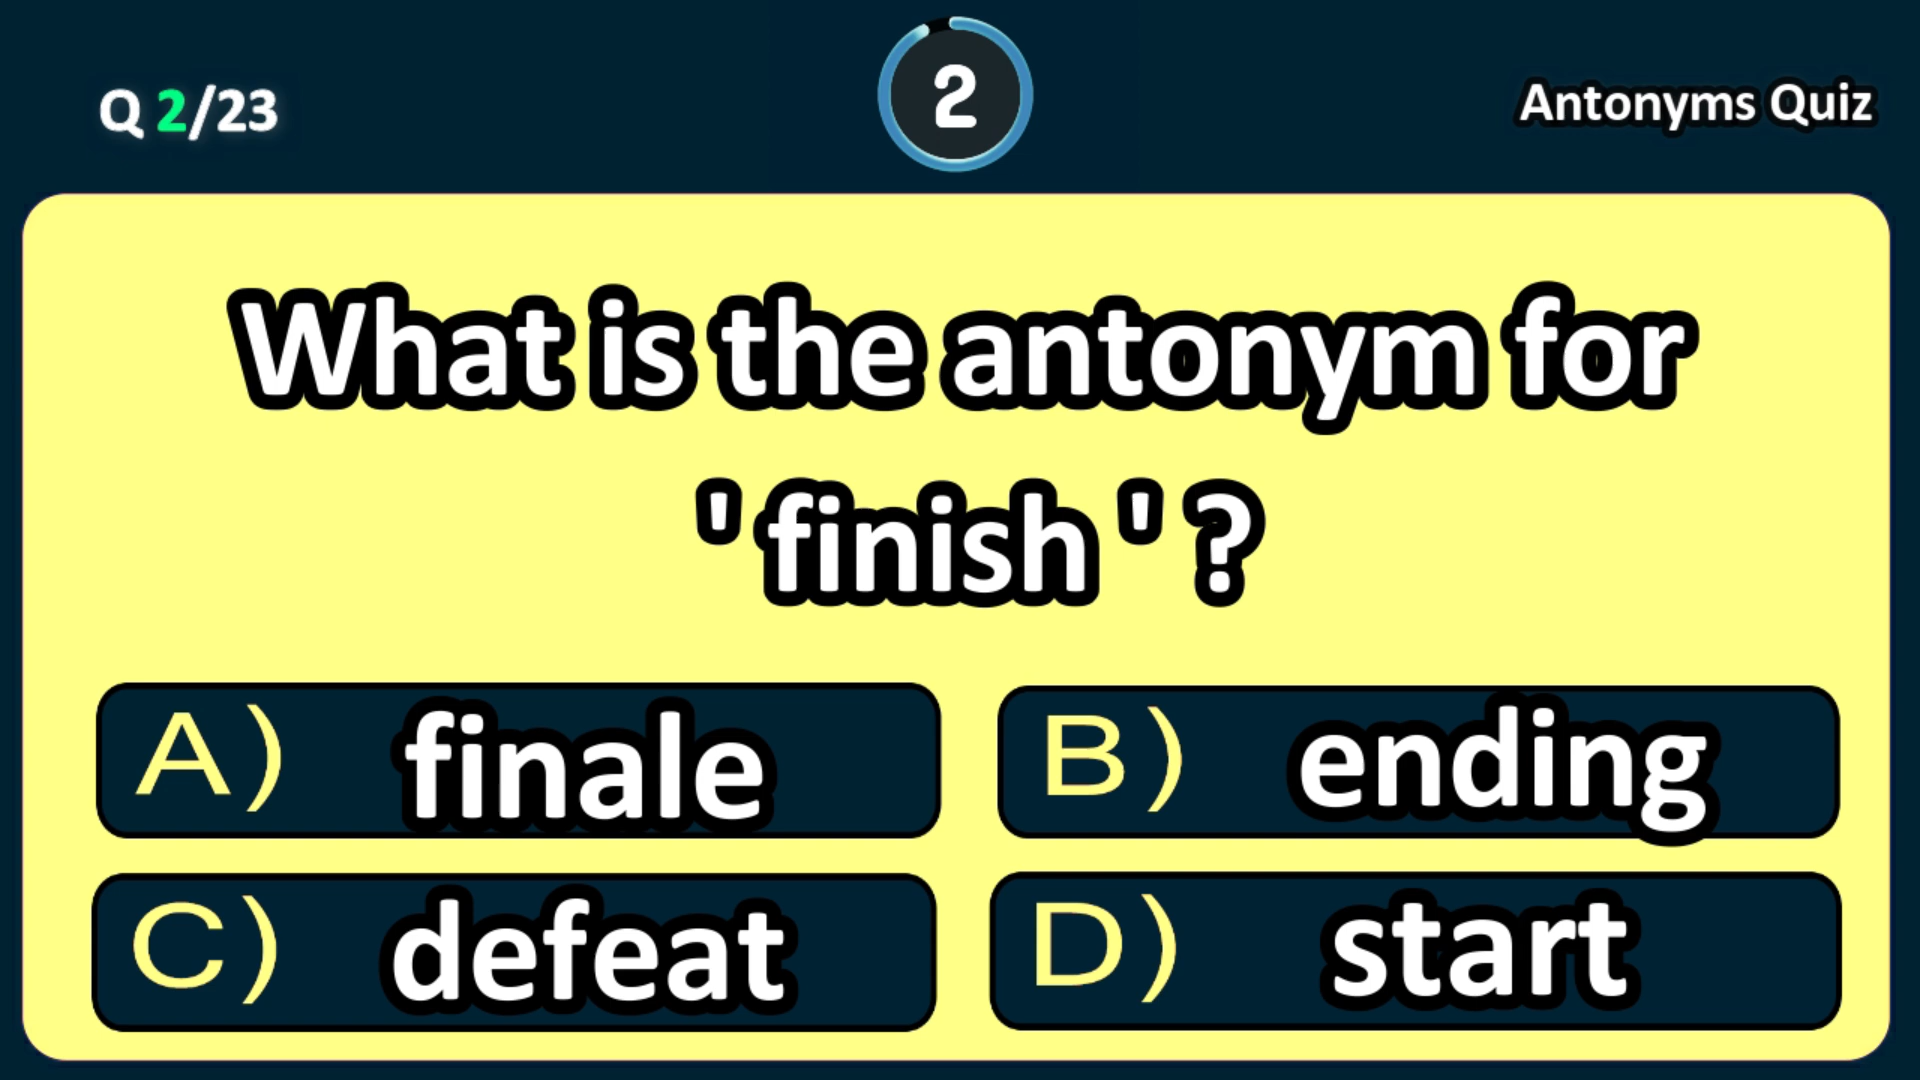 Q 2/23
2
Antonyms Quiz
What is the antonym for
'finish'?
A) finale
B) ending
C) defeat
D) start